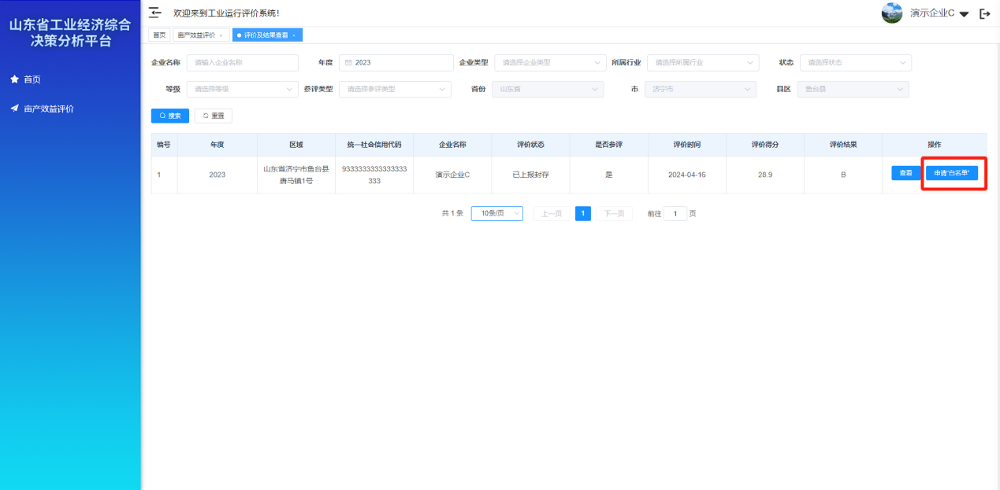 山东省工业经济综合
决策分析平台
首页
亩产效益评价
欢迎来到工业运行评价系统!
演示企业C
首页
亩产效益评价 ×
评价及结果查看 ×
企业名称 请输入企业名称 年度 2023 企业类型 请选择企业类型 所属行业 请选择所属行业 状态 请选择状态
等级 请选择等级 参评类型 请选择参评类型 省份 山东省 市 济宁市 县区 鱼台县
搜索 重置
编号 年度 区域 统一社会信用代码 企业名称 评价状态 是否参评 评价时间 评价得分 评价结果 操作
1 2023 山东省济宁市鱼台县 9333333333333333 演示企业C 已上报封存 是 2024-04-16 28.9 B 查看 申请"白名单"
唐马镇1号 333
共 1 条 10条/页 上一页 1 下一页 前往 1 页